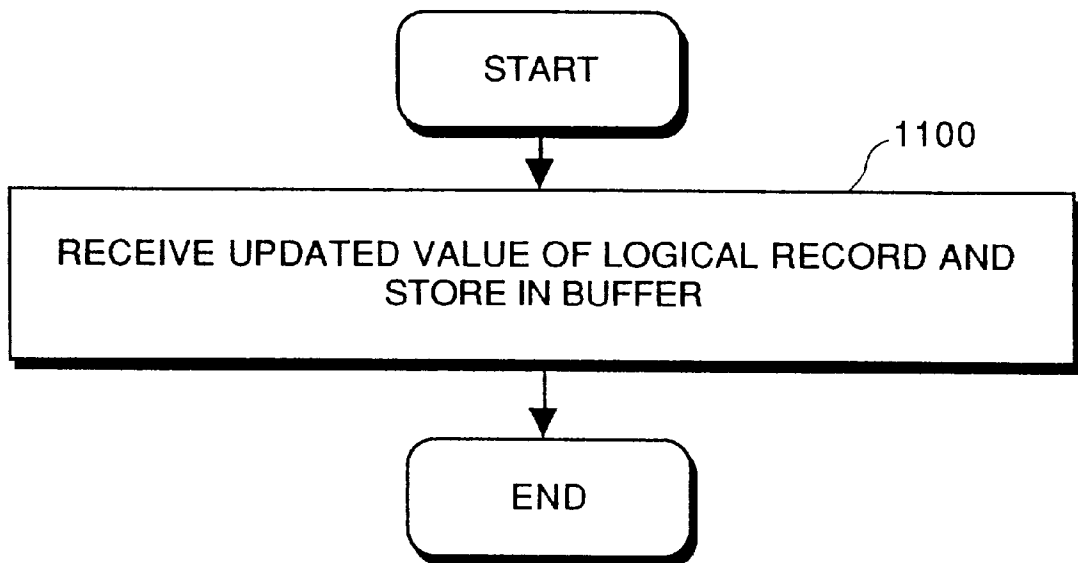 START
1100
RECEIVE UPDATED VALUE OF LOGICAL RECORD AND
STORE IN BUFFER
END